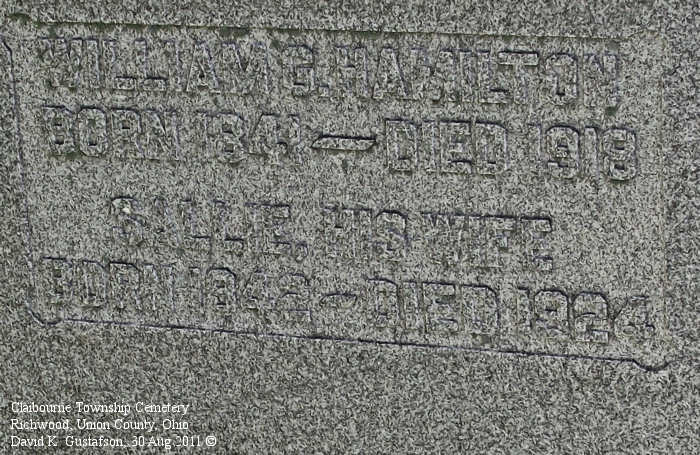 WILLIAM G. HAMILTON
BORN 1841 — DIED 1918
SALLIE, HIS WIFE
BORN 1842 — DIED 1924
Claibourne Township Cemetery
Richwood, Union County, Ohio
David K. Gustafson, 30 Aug 2011 ©